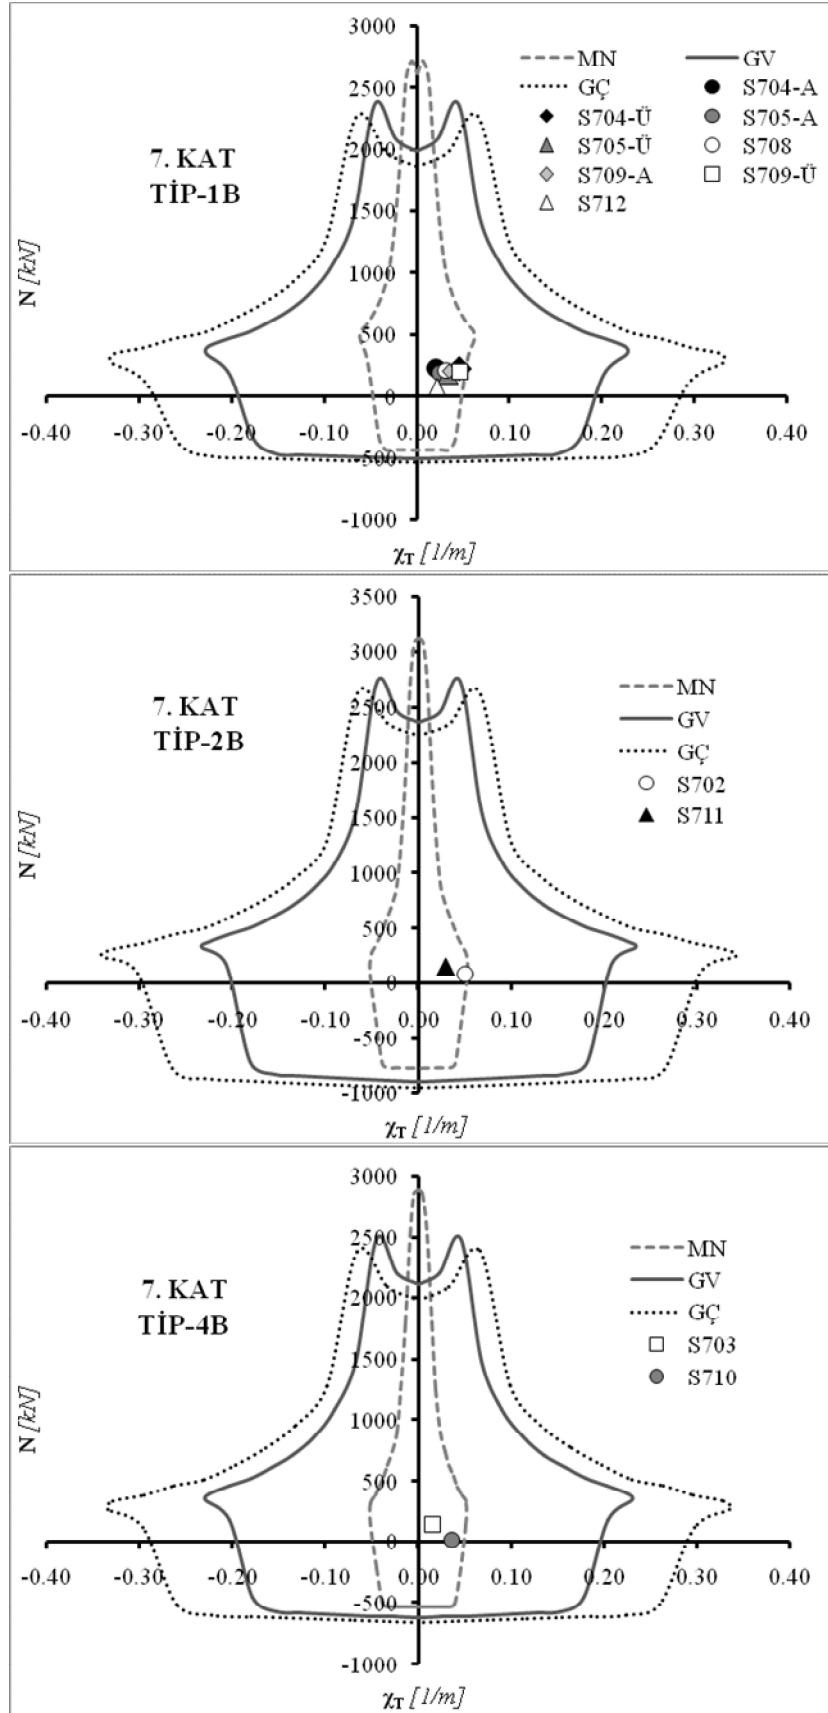 3000
2500
2000
1500
1000
500
0
-500
-1000
-0.40 -0.30 -0.20 -0.10 0.00 0.10 0.20 0.30 0.40
N [kN]
χT [1/m]
7. KAT
TİP-1B
MN GV
GÇ S704-A
S704-Ü S705-A
S705-Ü S708
S709-A S709-Ü
S712
3500
3000
2500
2000
1500
1000
500
0
-500
-1000
-0.40 -0.30 -0.20 -0.10 0.00 0.10 0.20 0.30 0.40
N [kN]
χT [1/m]
7. KAT
TİP-2B
MN
GV
GÇ
S702
S711
3000
2500
2000
1500
1000
500
0
-500
-1000
-0.40 -0.30 -0.20 -0.10 0.00 0.10 0.20 0.30 0.40
N [kN]
χT [1/m]
7. KAT
TİP-4B
MN
GV
GÇ
S703
S710